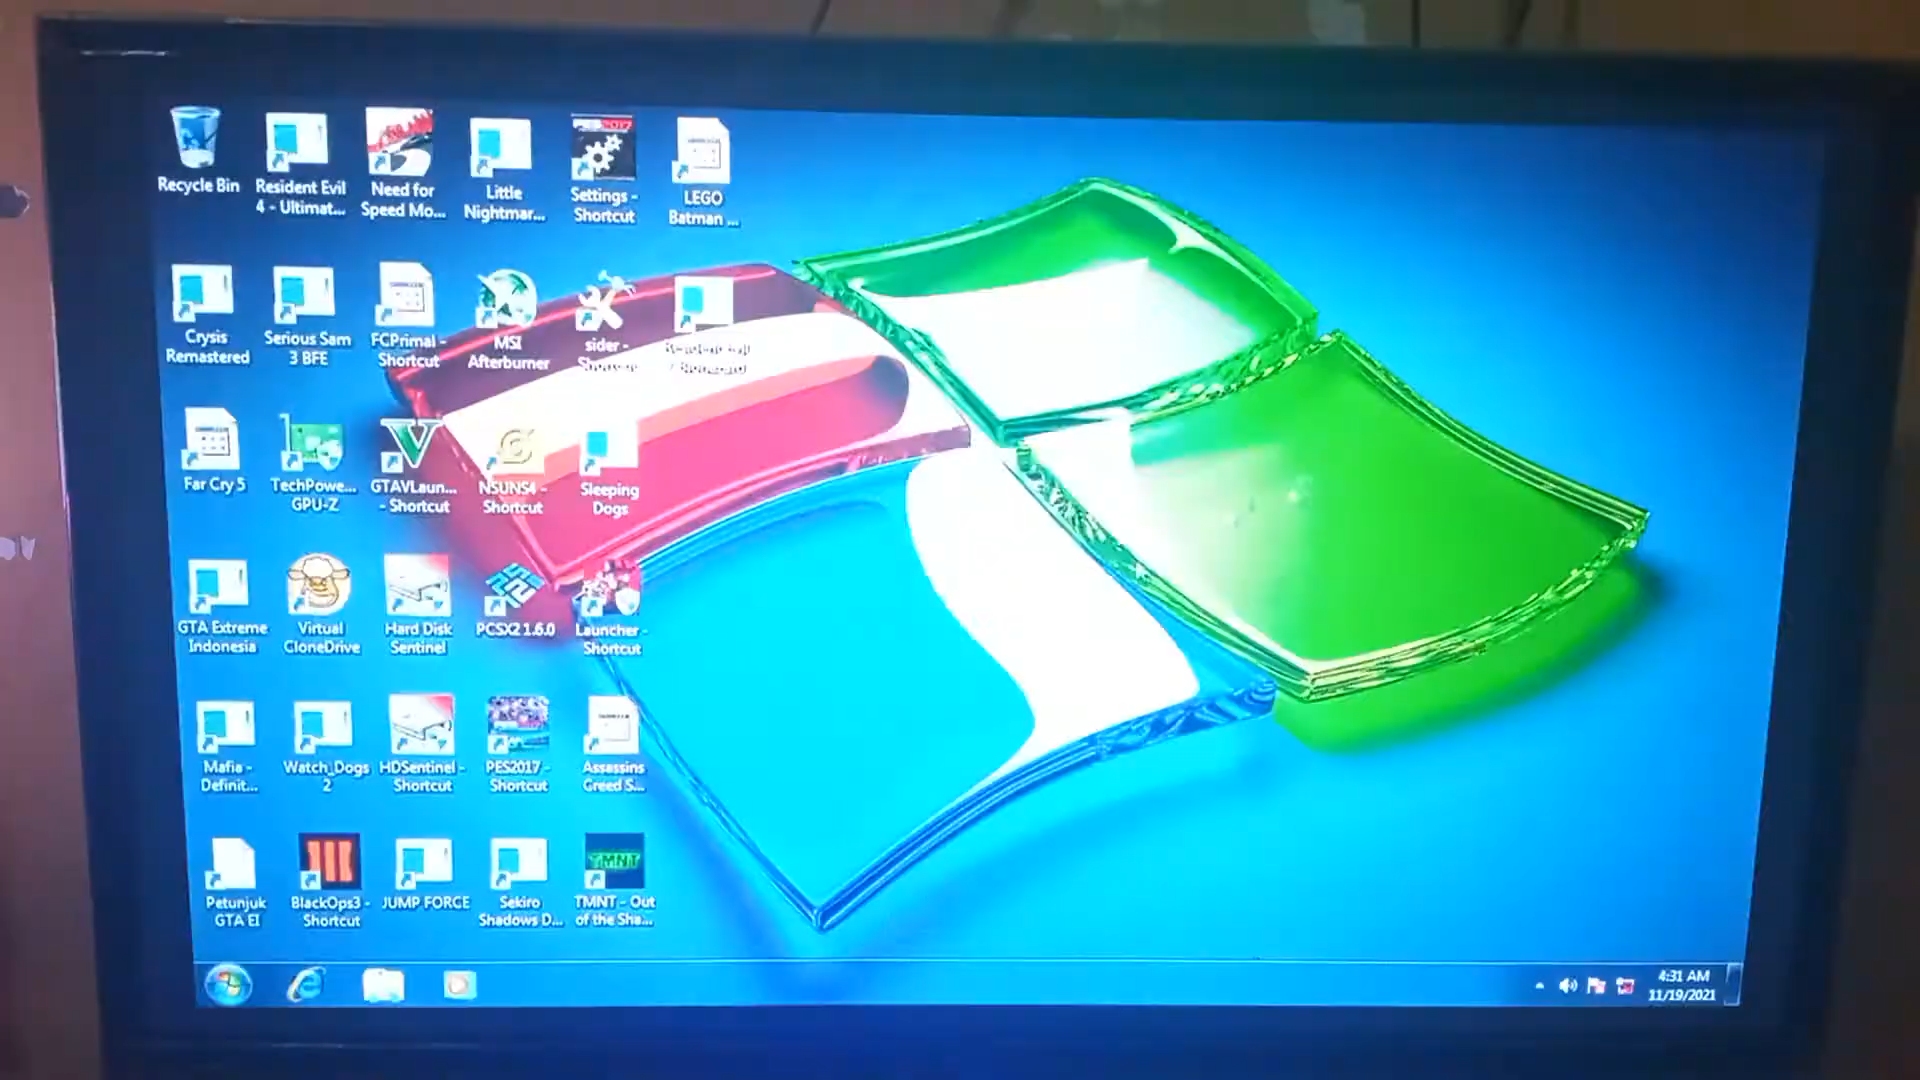 Recycle Bin
Resident Evil
4 - Ultimat...
Need for
Speed Mo...
Little
Nightmar...
PES2017
Settings -
Shortcut
LEGO
Batman ...
Crysis
Remastered
Serious Sam
3 BFE
FCPrimal -
Shortcut
MSI
Afterburner
sider -
Shortcut
Far Cry 5
TechPowe...
GPU-Z
GTAVLaun...
- Shortcut
NSUNS4 -
Shortcut
Sleeping
Dogs
GTA Extreme
Indonesia
Virtual
CloneDrive
Hard Disk
Sentinel
PCSX2 1.6.0
Launcher -
Shortcut
Mafia -
Definit...
Watch_Dogs
2
HDSentinel -
Shortcut
PES2017 -
Shortcut
Assassins
Creed S...
Petunjuk
GTA EI
BlackOps3 -
Shortcut
JUMP FORCE
Sekiro
Shadows D...
TMNT
TMNT - Out
of the Sha...
4:31 AM
11/19/2021